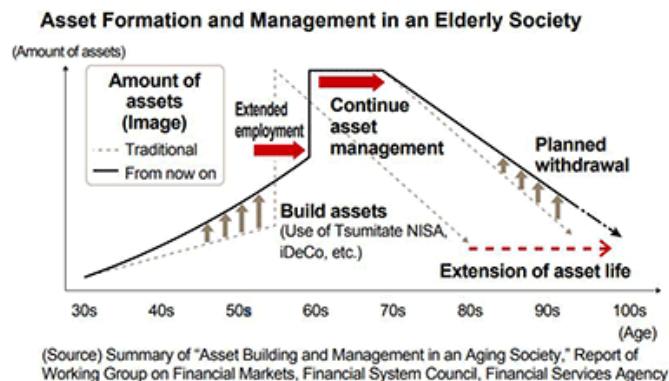 Asset Formation and Management in an Elderly Society
(Amount of assets)
Amount of
assets
(Image)
Traditional
From now on
Extended
employment
Continue
asset
management
Planned
withdrawal
Build assets
(Use of Tsumitate NISA,
iDeCo, etc.)
Extension of asset life
30s 40s 50s 60s 70s 80s 90s 100s
(Age)
(Source) Summary of "Asset Building and Management in an Aging Society," Report of
Working Group on Financial Markets, Financial System Council, Financial Services Agency